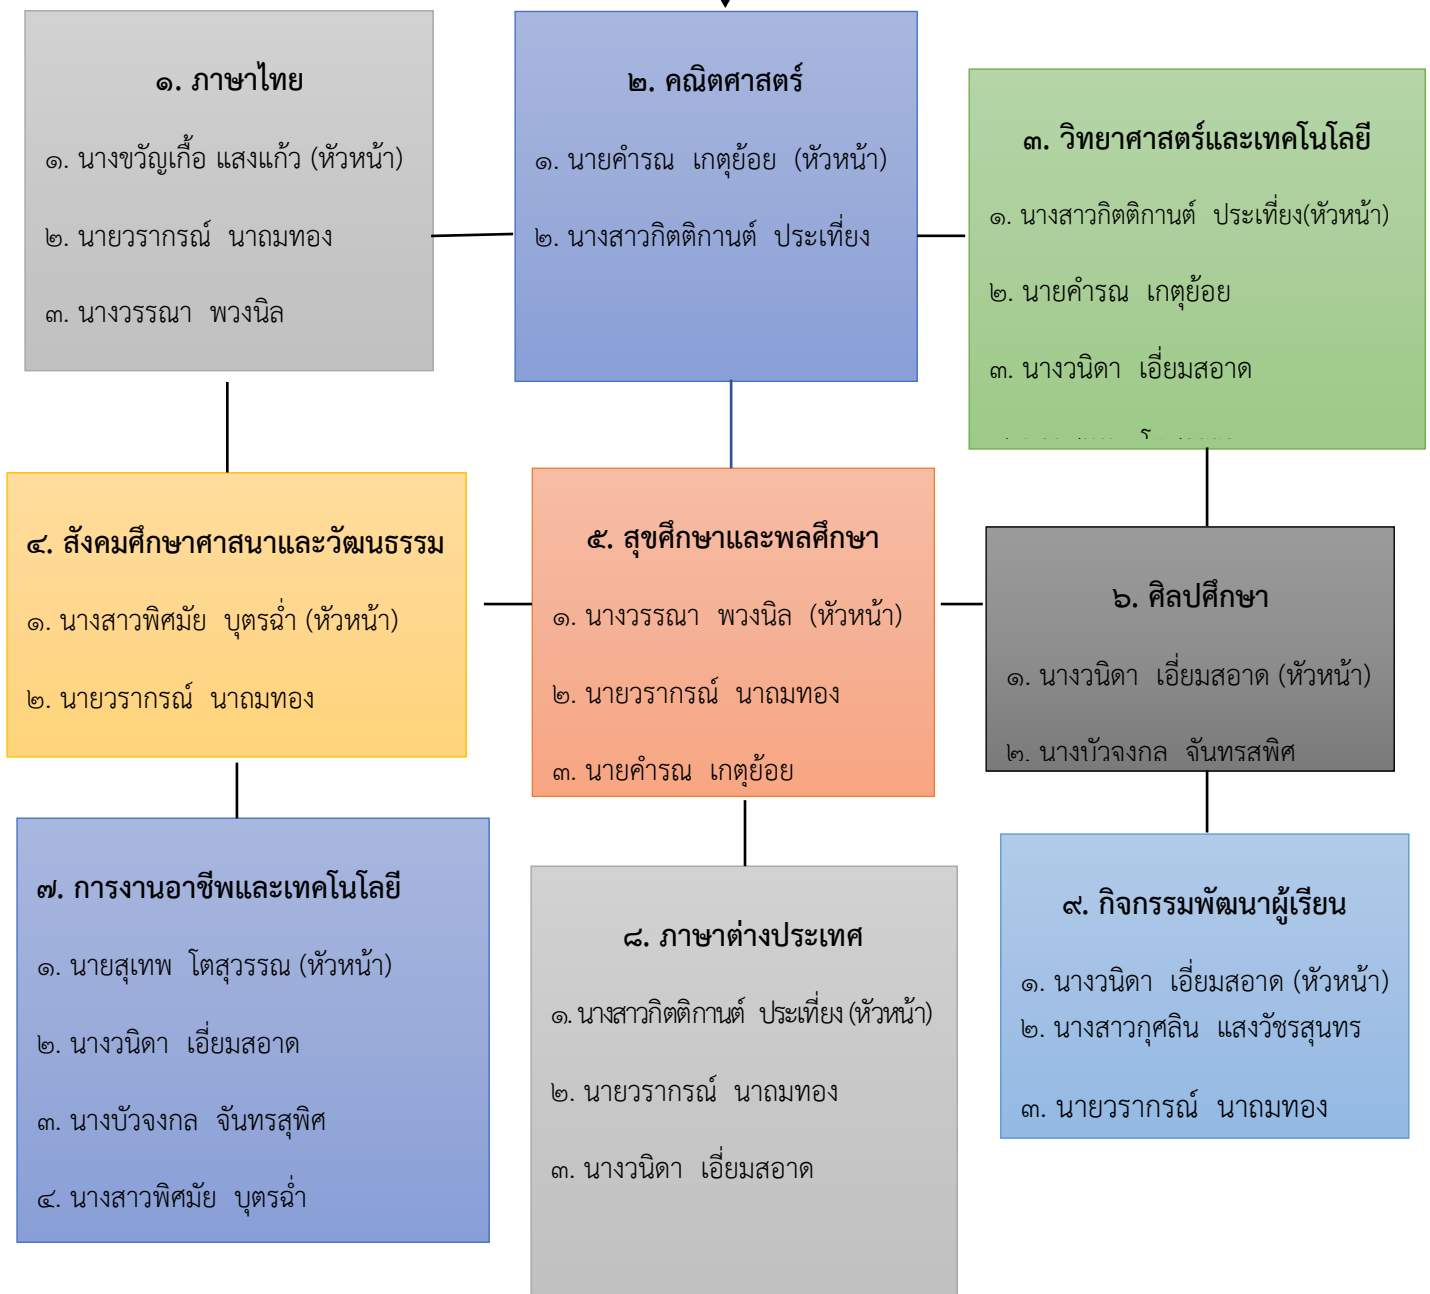 ๑. ภาษาไทย
๑. นางขวัญเกื้อ แสงแก้ว (หัวหน้า)
๒. นายวรากรณ์ นาถมทอง
๓. นางวรรณา พวงนิล
๒. คณิตศาสตร์
๑. นายคำรณ เกตุย้อย (หัวหน้า)
๒. นางสาวกิตติกานต์ ประเที่ยง
๓. วิทยาศาสตร์และเทคโนโลยี
๑. นางสาวกิตติกานต์ ประเที่ยง(หัวหน้า)
๒. นายคำรณ เกตุย้อย
๓. นางวนิดา เอี่ยมสอาด
๔. สังคมศึกษาศาสนาและวัฒนธรรม
๑. นางสาวพิศมัย บุตรฉ่ำ (หัวหน้า)
๒. นายวรากรณ์ นาถมทอง
๕. สุขศึกษาและพลศึกษา
๑. นางวรรณา พวงนิล (หัวหน้า)
๒. นายวรากรณ์ นาถมทอง
๓. นายคำรณ เกตุย้อย
๖. ศิลปศึกษา
๑. นางวนิดา เอี่ยมสอาด (หัวหน้า)
๒. นางบัวจงกล จันทรสุพิศ
๗. การงานอาชีพและเทคโนโลยี
๑. นายสุเทพ โตสุวรรณ (หัวหน้า)
๒. นางวนิดา เอี่ยมสอาด
๓. นางบัวจงกล จันทรสุพิศ
๔. นางสาวพิศมัย บุตรฉ่ำ
๘. ภาษาต่างประเทศ
๑. นางสาวกิตติกานต์ ประเที่ยง (หัวหน้า)
๒. นายวรากรณ์ นาถมทอง
๓. นางวนิดา เอี่ยมสอาด
๙. กิจกรรมพัฒนาผู้เรียน
๑. นางวนิดา เอี่ยมสอาด (หัวหน้า)
๒. นางสาวกุศลิน แสงวัชรสุนทร
๓. นายวรากรณ์ นาถมทอง